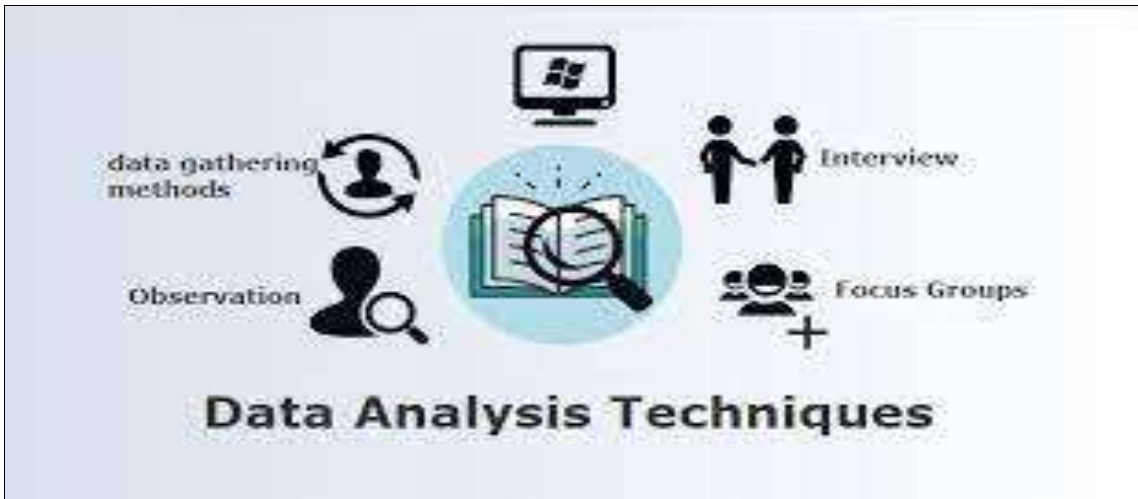 data gathering
methods
Interview
Observation
Focus Groups
Data Analysis Techniques